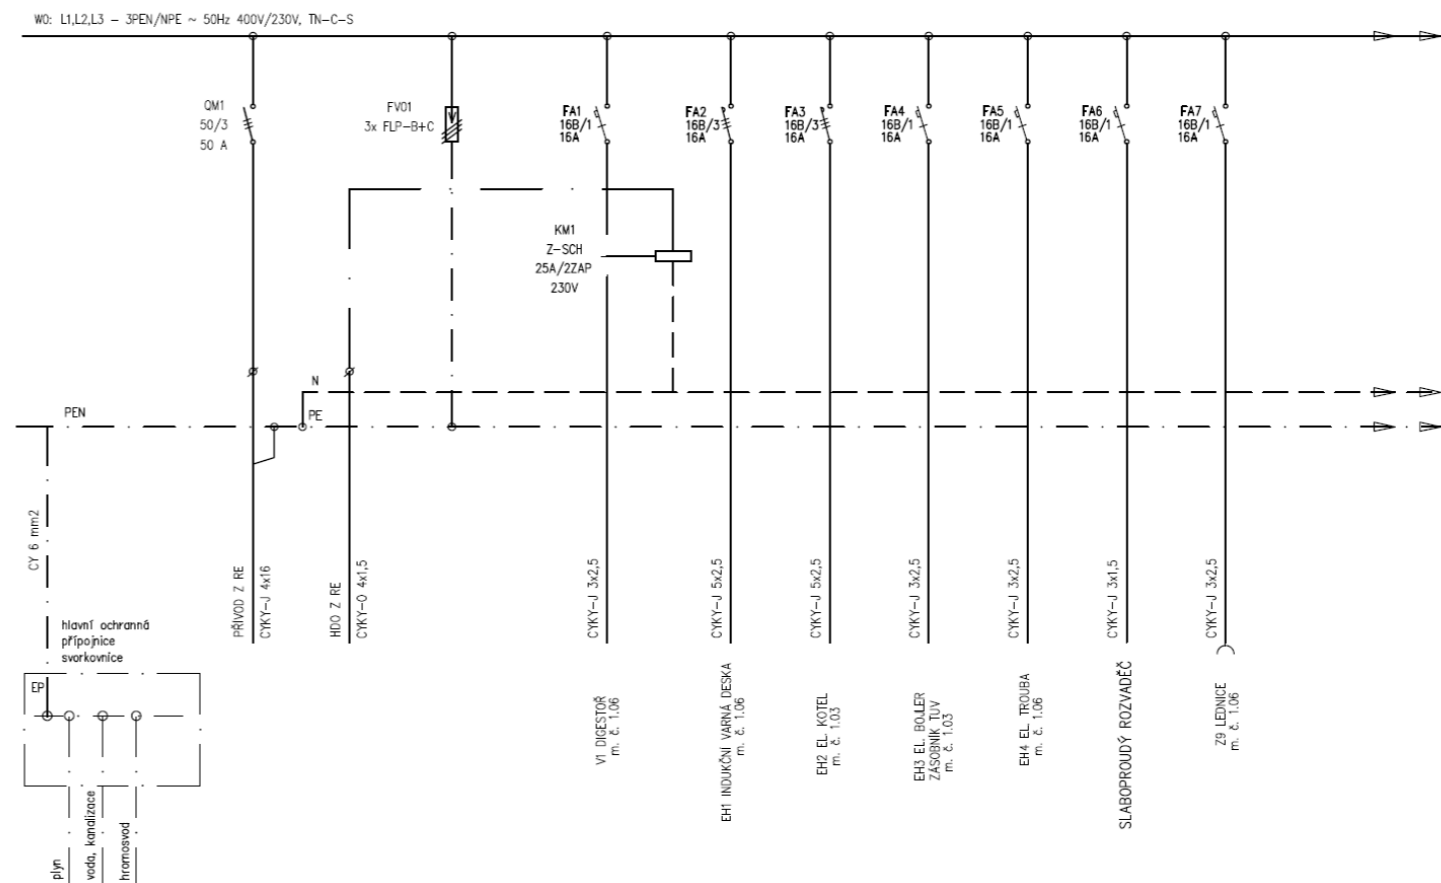 W0: L1,L2,L3 – 3PEN/NPE ~ 50Hz 400V/230V, TN–C–S
QM1
50/3
50 A
FV01
3x FLP–B+C
FA1
16B/1
16A
FA2
16B/3
16A
FA3
16B/3
16A
FA4
16B/1
16A
FA5
16B/1
16A
FA6
16B/1
16A
FA7
16B/1
16A
KM1
Z–SCH
25A/2ZAP
230V
N
PEN
PE
CY 6 mm2
PŘÍVOD Z RE
CYKY–J 4x16
HDO Z RE
CYKY–O 4x1,5
CYKY–J 3x2,5
CYKY–J 5x2,5
CYKY–J 5x2,5
CYKY–J 3x2,5
CYKY–J 3x2,5
CYKY–J 3x1,5
CYKY–J 3x2,5
hlavní ochranná
přípojnice
svorkovnice
EP
V1 DIGESTOŘ
m. č. 1.06
EH1 INDUKČNÍ VARNÁ DESKA
m. č. 1.06
EH2 EL. KOTEL
m. č. 1.03
EH3 EL. BOJLER
ZÁSOBNÍK TUV
m. č. 1.03
EH4 EL. TROUBA
m. č. 1.06
SLABOPROUDÝ ROZVADĚČ
Z9 LEDNICE
m. č. 1.06
plyn
voda, kanalizace
hromosvod